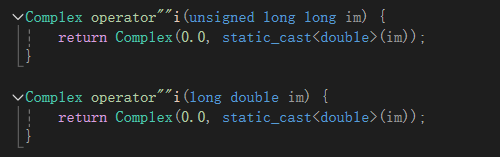 Complex operator""i(unsigned long long im) {
    return Complex(0.0, static_cast<double>(im));
}
Complex operator""i(long double im) {
    return Complex(0.0, static_cast<double>(im));
}